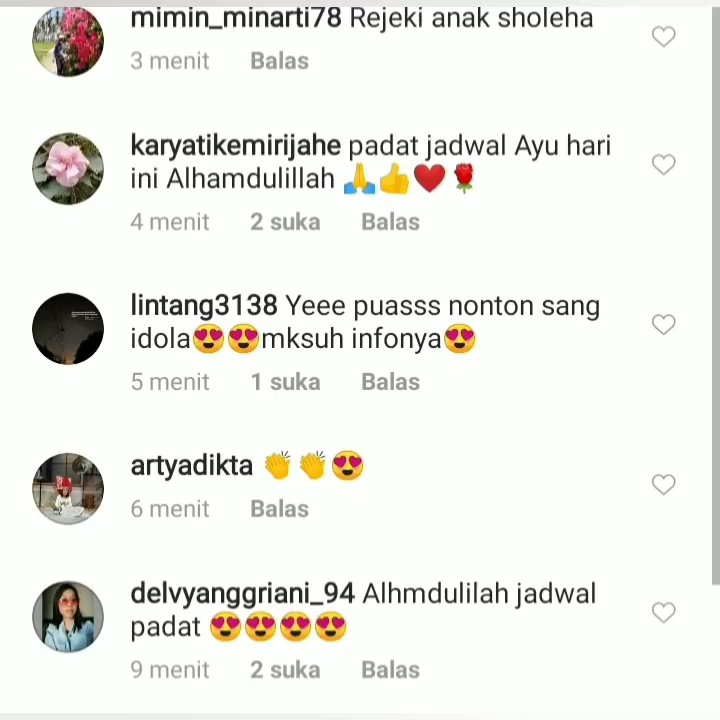 mimin_minarti78 Rejeki anak sholeha
3 menit Balas
karyatikemirijahe padat jadwal Ayu hari
ini Alhamdulillah 🙏👍❤️🌹
4 menit 2 suka Balas
lintang3138 Yeee puasss nonton sang
idola😍😍mksuh infonya😍
5 menit 1 suka Balas
artyadikta 👏👏😍
6 menit Balas
delvyanggriani_94 Alhmdulilah jadwal
padat 😍😍😍😍
9 menit 2 suka Balas